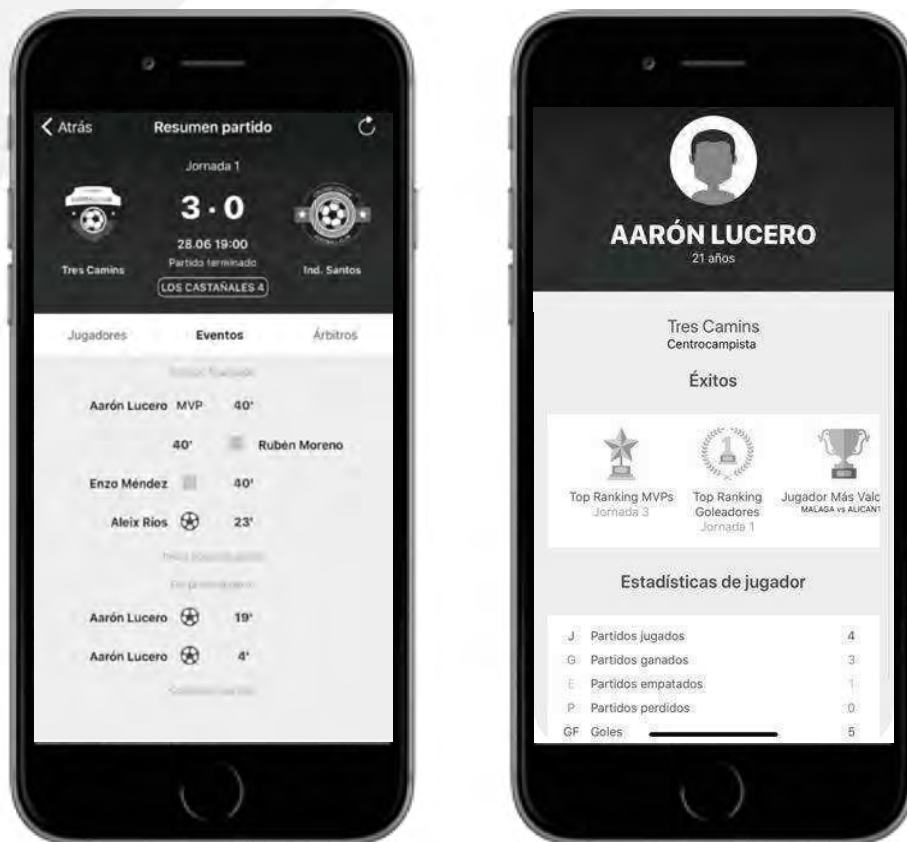 Atrás
Resumen partido
Jornada 1
3 · 0
28.06 19:00
Partido terminado
Tres Camins
Ind. Santos
LOS CASTAÑALES 4
Jugadores
Eventos
Árbitros
Aarón Lucero MVP 40'
40' Rubén Moreno
Enzo Méndez 40'
Aleix Ríos 23'
Aarón Lucero 19'
Aarón Lucero 4'
AARÓN LUCERO
21 años
Tres Camins
Centrocampista
Éxitos
1
Top Ranking MVPs
Jornada 3
Top Ranking
Goleadores
Jornada 1
Jugador Más Valo
MALAGA vs ALICANT
Estadísticas de jugador
J Partidos jugados 4
G Partidos ganados 3
E Partidos empatados 1
P Partidos perdidos 0
GF Goles 5